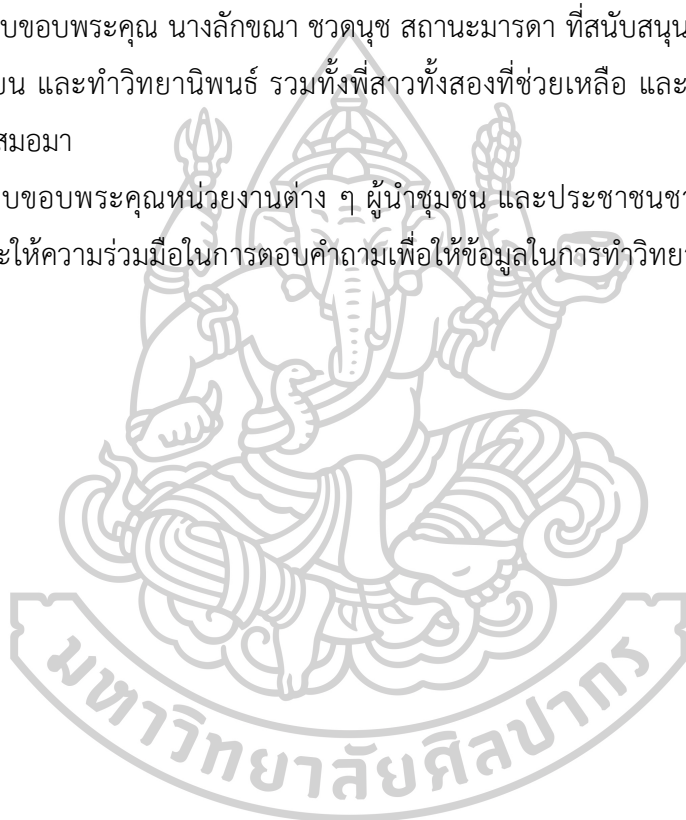 บขอบพระคุณ นางลักขณา ชวดนุช สถานะมารดา ที่สนับสนุน
ยน และทำวิทยานิพนธ์ รวมทั้งพี่สาวทั้งสองที่ช่วยเหลือ และ
สมอมา
บขอบพระคุณหน่วยงานต่าง ๆ ผู้นำชุมชน และประชาชนชา
ะให้ความร่วมมือในการตอบคำถามเพื่อให้ข้อมูลในการทำวิทยา
มหาวิทยาลัยศิลปากร